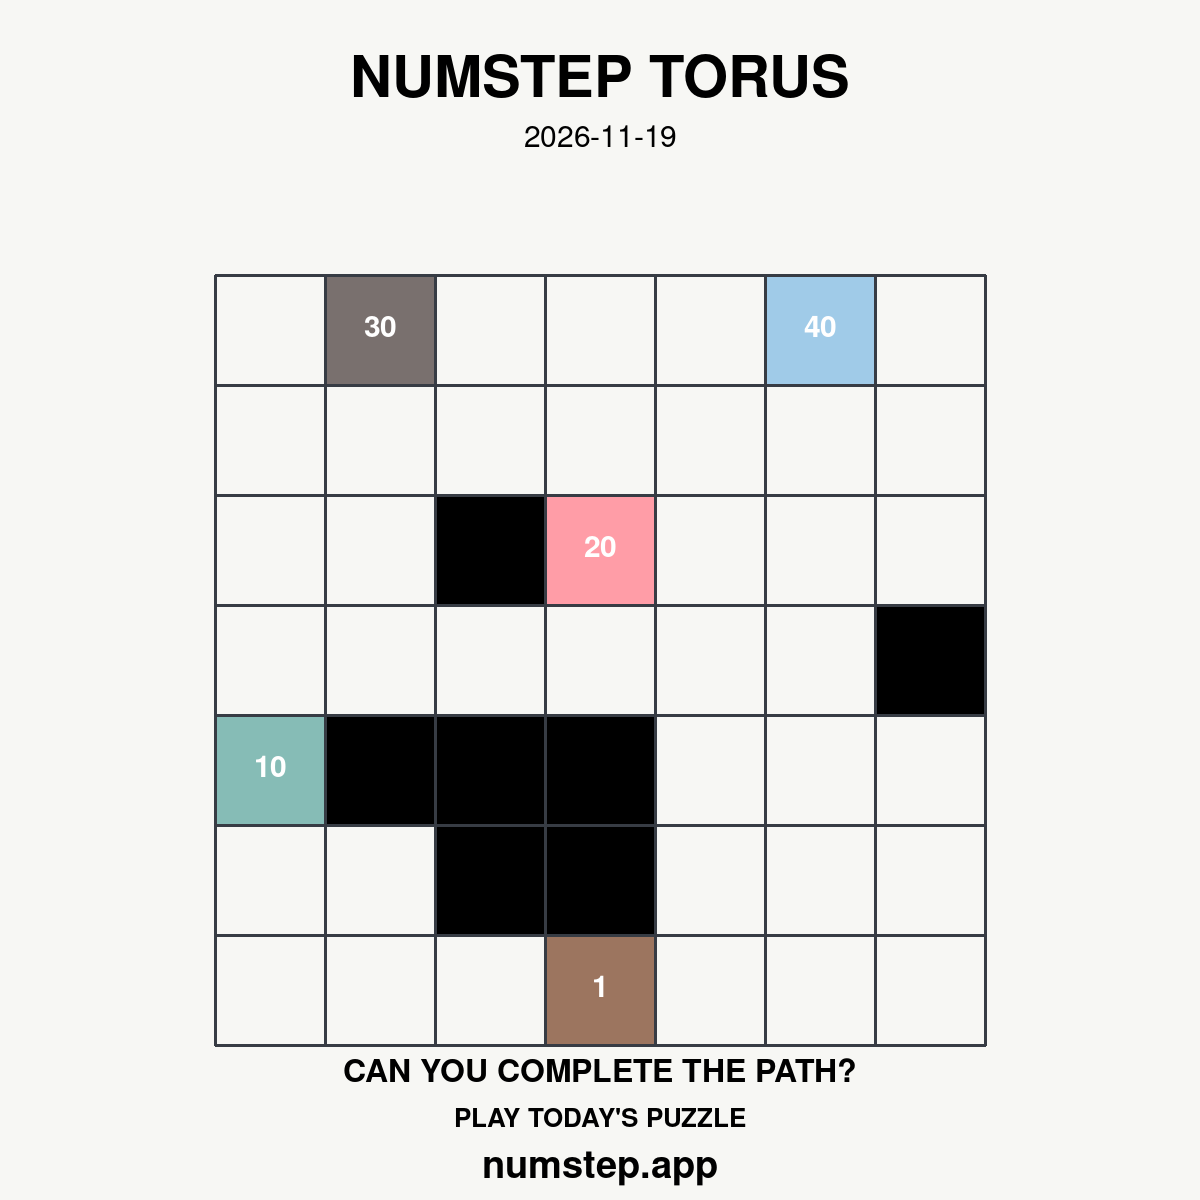 NUMSTEP TORUS
2026-11-19
30 40
20
10
1
CAN YOU COMPLETE THE PATH?
PLAY TODAY'S PUZZLE
numstep.app